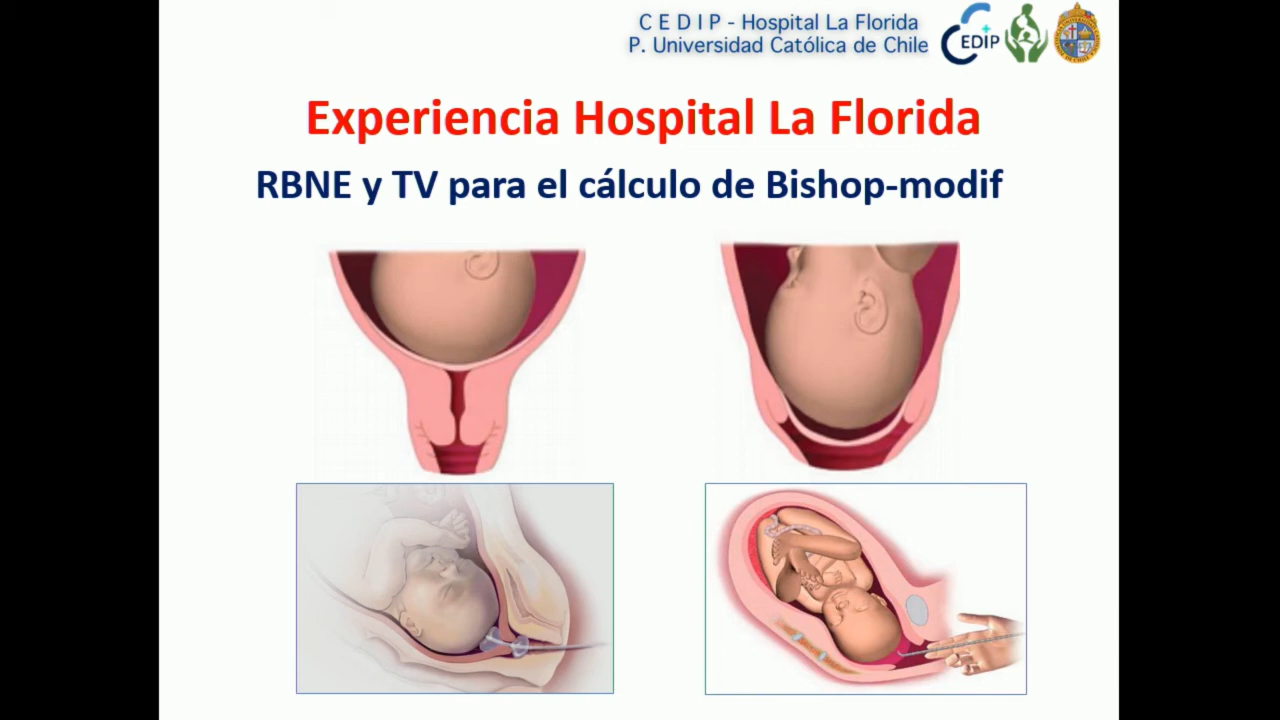 C E D I P - Hospital La Florida
P. Universidad Católica de Chile
EDIP
Experiencia Hospital La Florida
RBNE y TV para el cálculo de Bishop-modif